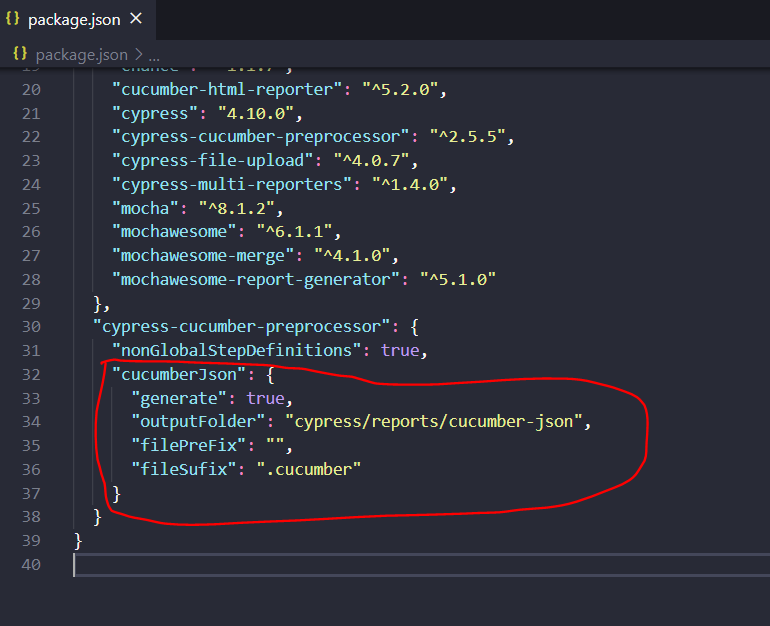 {} package.json ×
{} package.json > ...
20 "cucumber-html-reporter": "^5.2.0",
21 "cypress": "4.10.0",
22 "cypress-cucumber-preprocessor": "^2.5.5",
23 "cypress-file-upload": "^4.0.7",
24 "cypress-multi-reporters": "^1.4.0",
25 "mocha": "^8.1.2",
26 "mochawesome": "^6.1.1",
27 "mochawesome-merge": "^4.1.0",
28 "mochawesome-report-generator": "^5.1.0"
29 },
30 "cypress-cucumber-preprocessor": {
31 "nonGlobalStepDefinitions": true,
32 "cucumberJson": {
33 "generate": true,
34 "outputFolder": "cypress/reports/cucumber-json",
35 "filePreFix": "",
36 "fileSufix": ".cucumber"
37 }
38 }
39 }
40